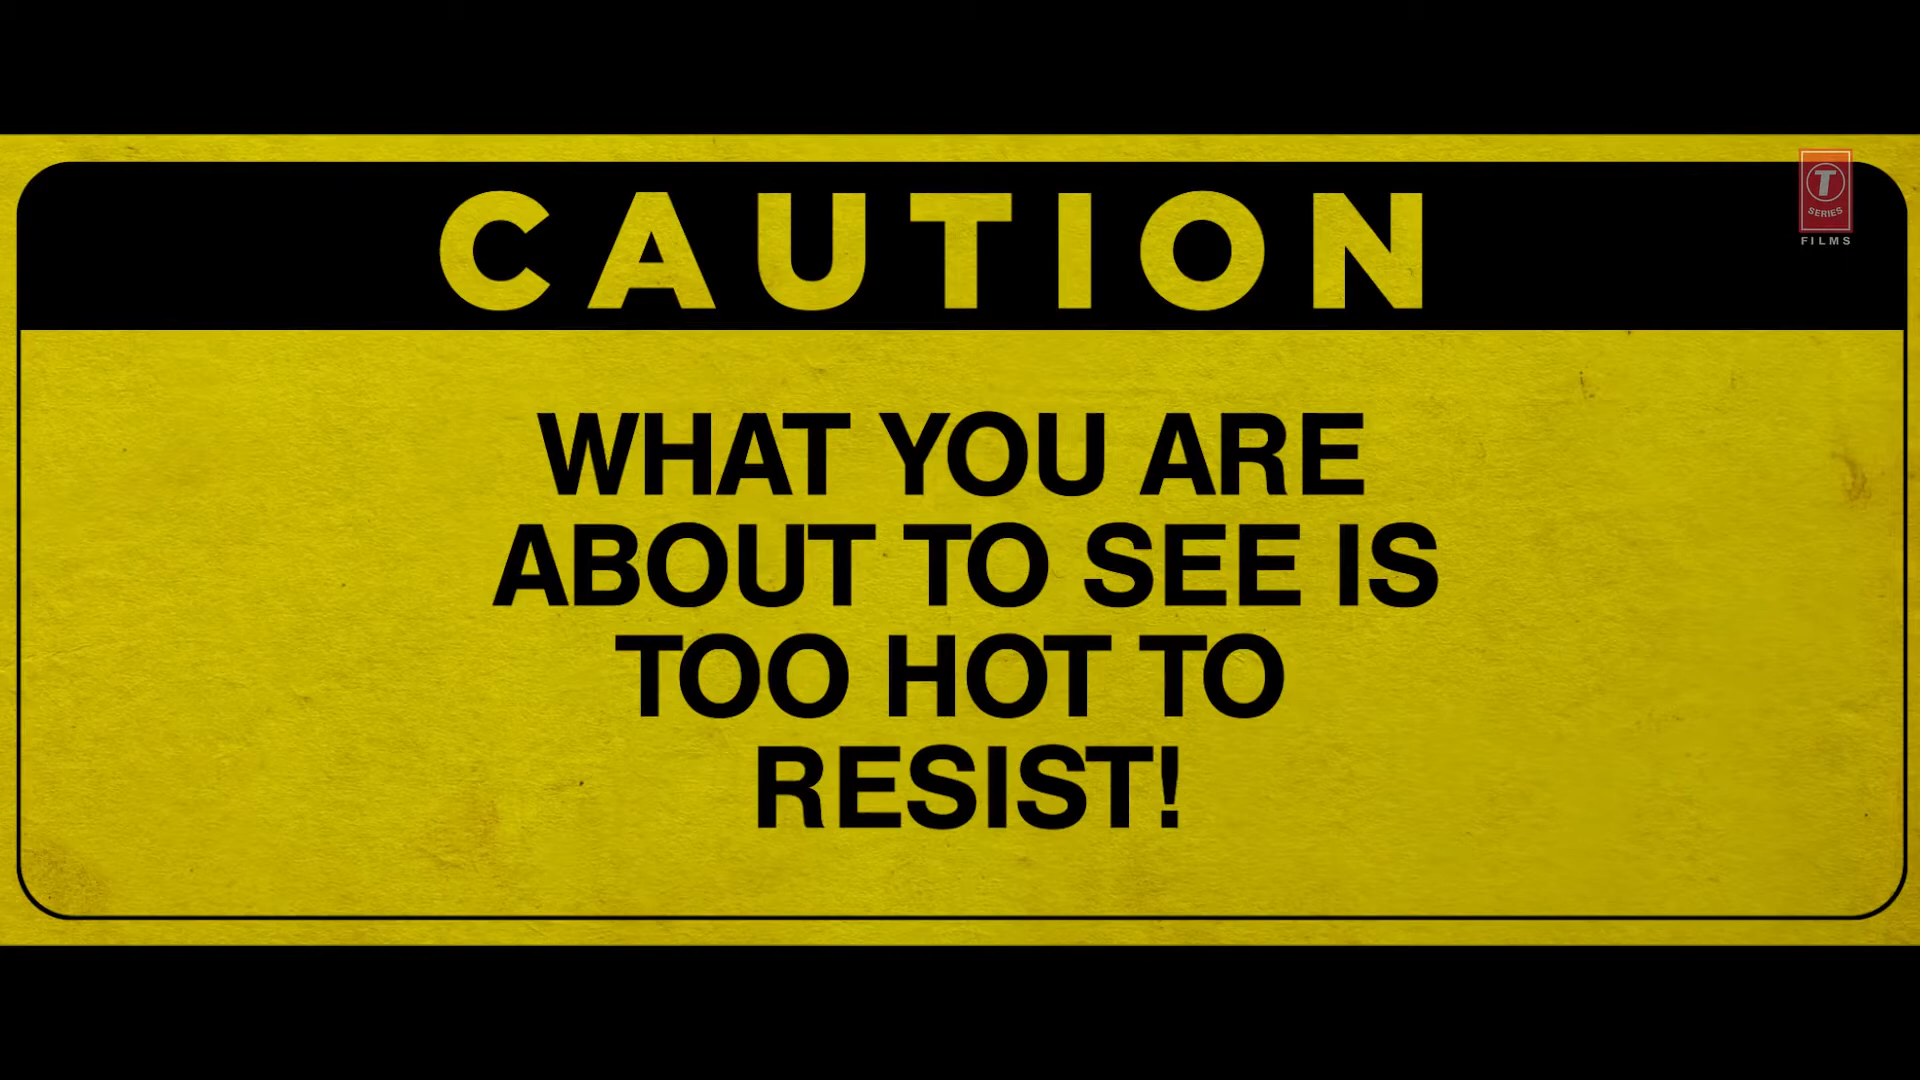 CAUTION
T
SERIES
FILMS
WHAT YOU ARE
ABOUT TO SEE IS
TOO HOT TO
RESIST!